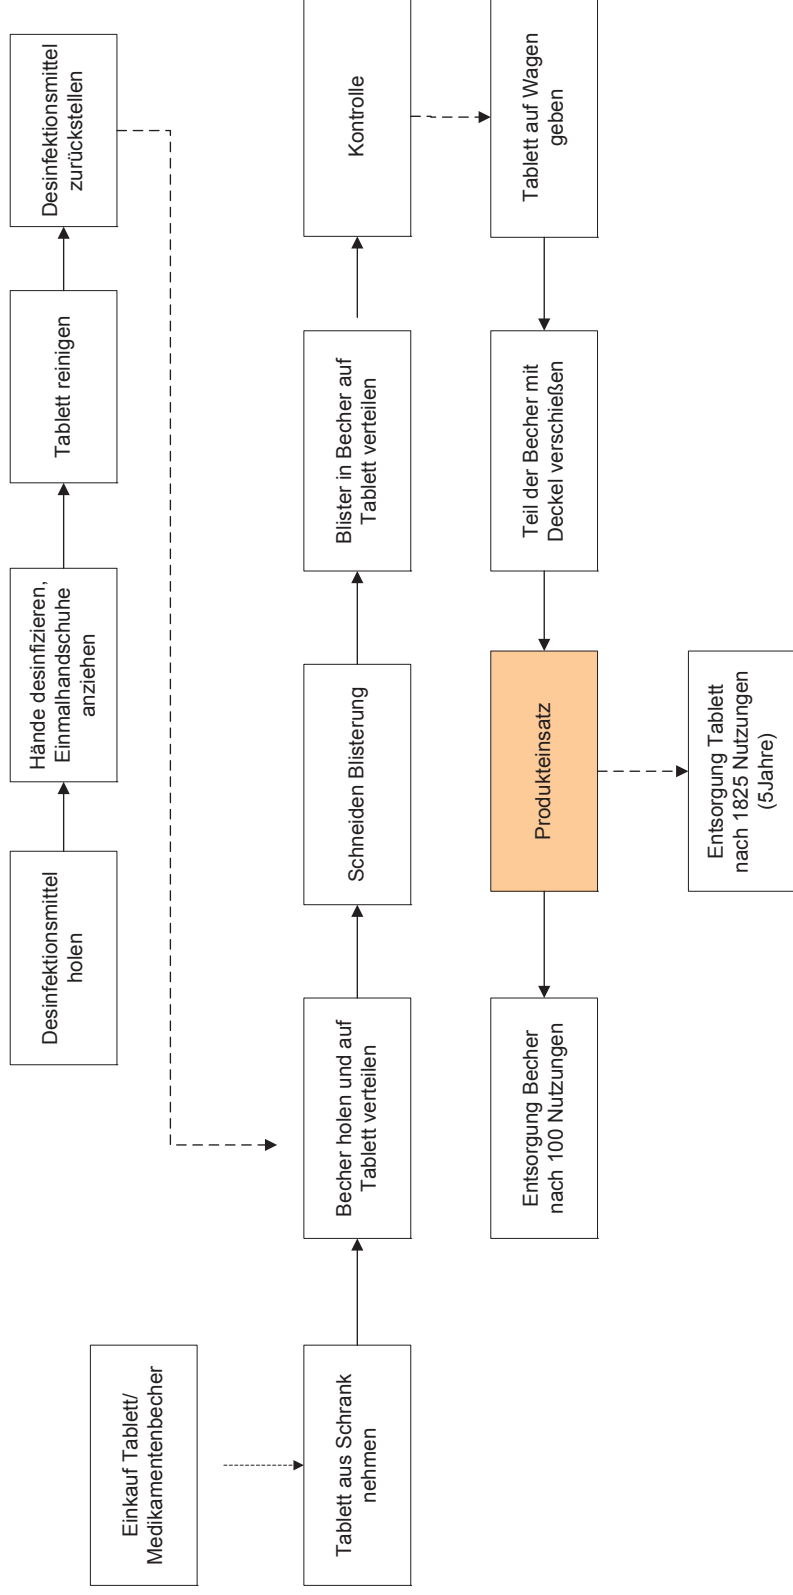 Desinfektionsmittel
holen
Hände desinfizieren,
Einmalhandschuhe
anziehen
Tablett reinigen
Desinfektionsmittel
zurückstellen
Einkauf Tablett/
Medikamentenbecher
Tablett aus Schrank
nehmen
Becher holen und auf
Tablett verteilen
Schneiden Blisterung
Blister in Becher auf
Tablett verteilen
Kontrolle
Tablett auf Wagen
geben
Teil der Becher mit
Deckel verschießen
Produkteinsatz
Entsorgung Becher
nach 100 Nutzungen
Entsorgung Tablett
nach 1825 Nutzungen
(5Jahre)